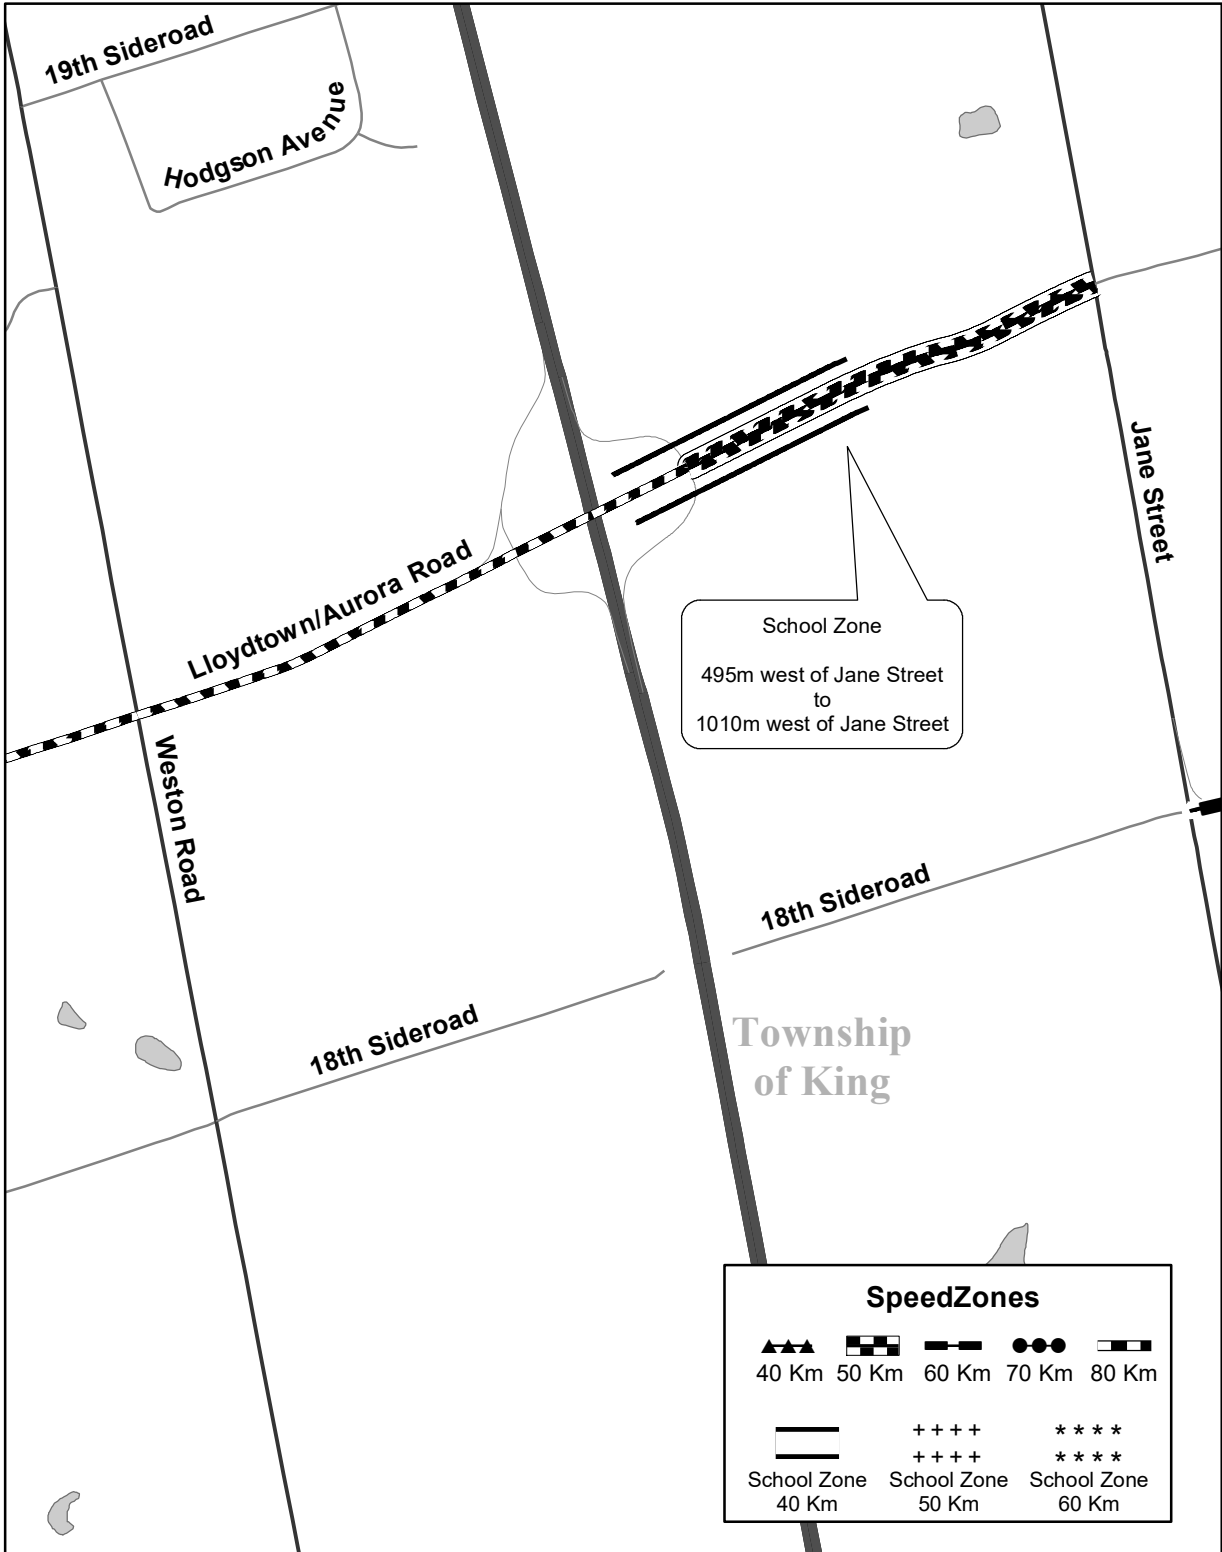 19th Sideroad
Hodgson Avenue
Jane Street
Lloydtown/Aurora Road
School Zone
495m west of Jane Street
to
1010m west of Jane Street
Weston Road
18th Sideroad
18th Sideroad
Township
of King
SpeedZones
40 Km 50 Km 60 Km 70 Km 80 Km
++++ ****
++++ ****
School Zone School Zone School Zone
40 Km 50 Km 60 Km